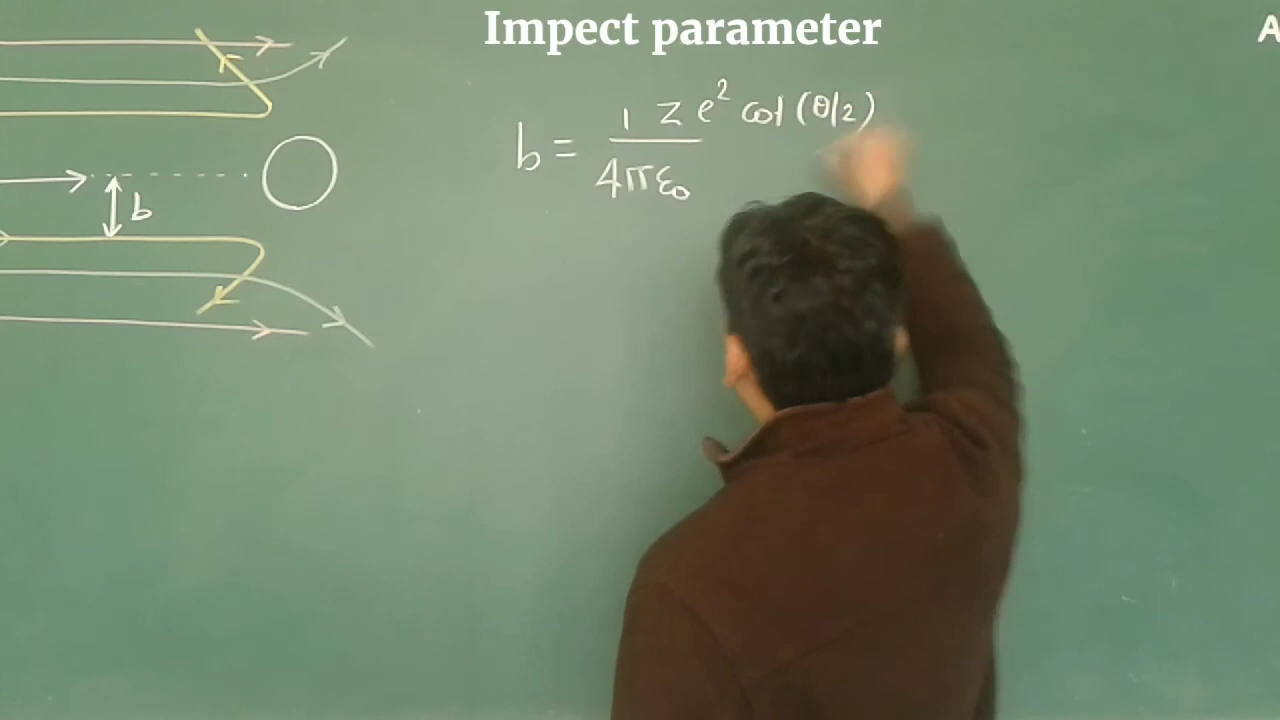 Impect parameter
A
b = 1/4πε₀ Z e² cot (θ/2)
b